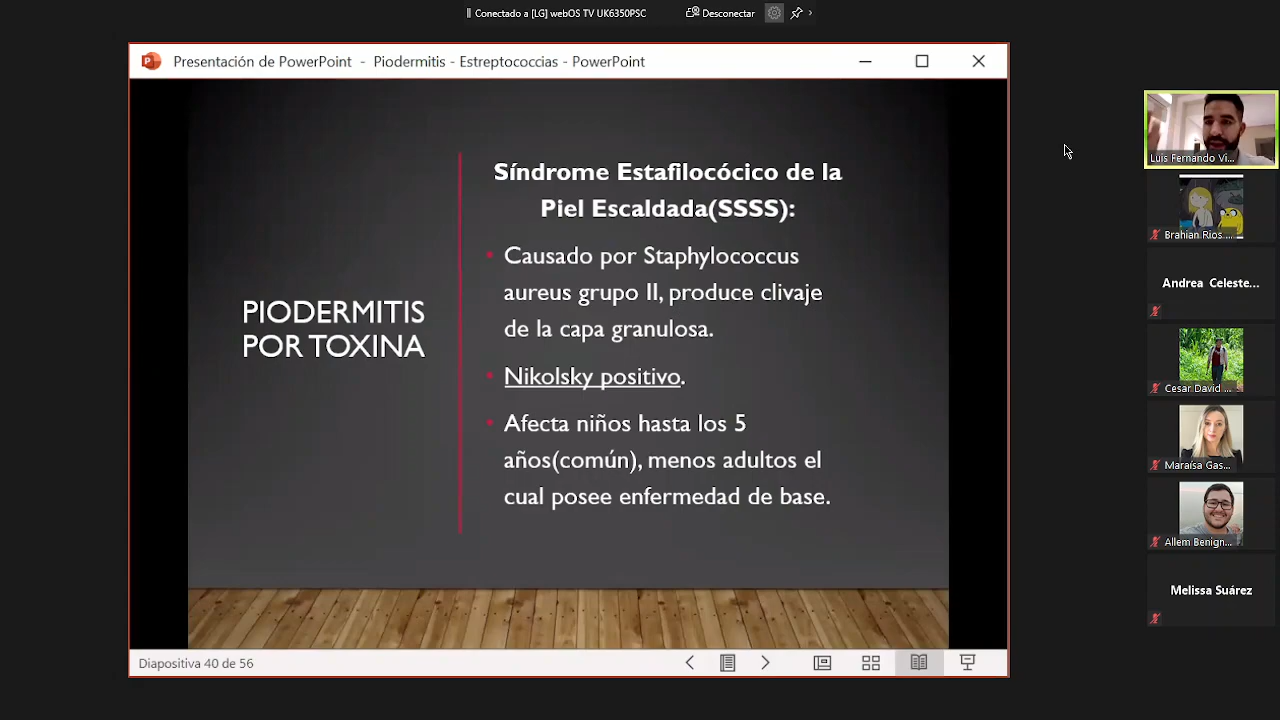 Conectado a [LG] webOS TV UK6350PSC
Desconectar
Presentación de PowerPoint - Piodermitis - Estreptococcias - PowerPoint
PIODERMITIS
POR TOXINA
Síndrome Estafilocócico de la
Piel Escaldada(SSSS):
• Causado por Staphylococcus
aureus grupo II, produce clivaje
de la capa granulosa.
• Nikolsky positivo.
• Afecta niños hasta los 5
años(común), menos adultos el
cual posee enfermedad de base.
Diapositiva 40 de 56
Luis Fernando Vi...
Brahian Rios ...
Andrea Celeste...
Cesar David ...
Maraísa Gas...
Allem Benign...
Melissa Suárez